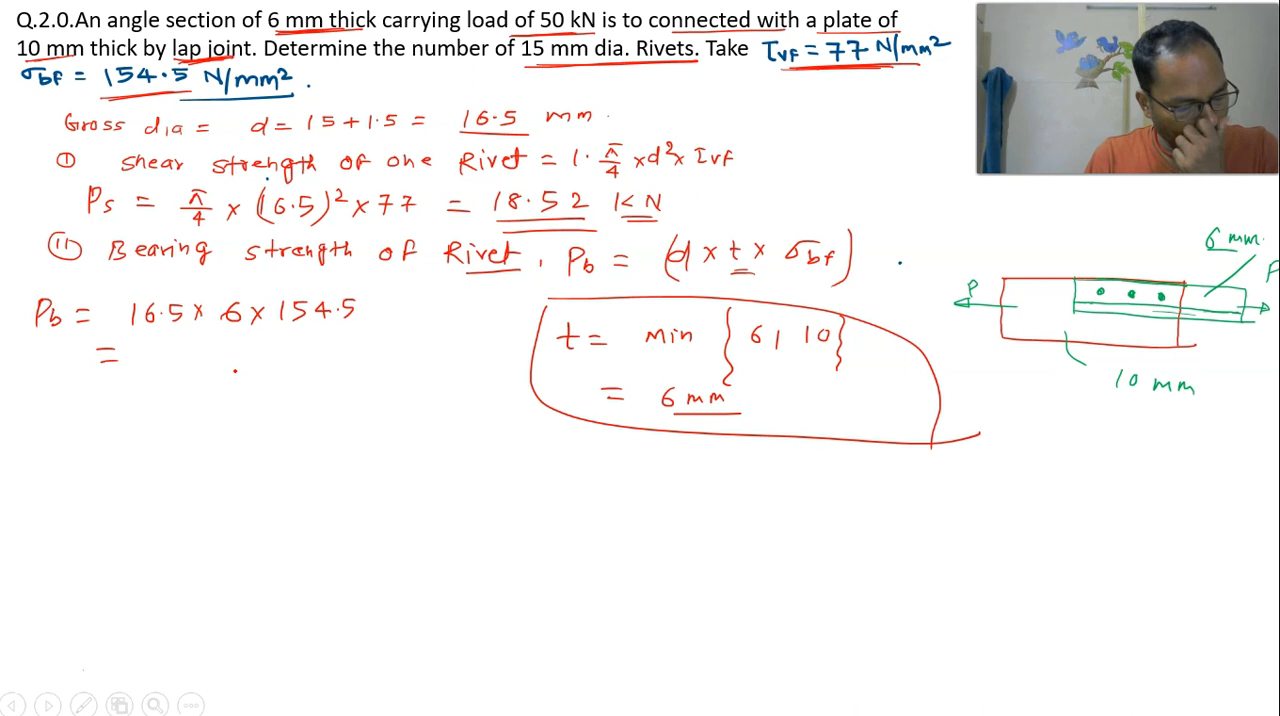 Q.2.0.An angle section of 6 mm thick carrying load of 50 kN is to connected with a plate of
10 mm thick by lap joint. Determine the number of 15 mm dia. Rivets. Take τvf = 77 N/mm²
σbf = 154.5 N/mm².
Gross dia = d = 15 + 1.5 = 16.5 mm.
① Shear strength of one Rivet = 1. π/4 × d² × τvf
Ps = π/4 × (16.5)² × 77 = 18.52 KN
(ii) Bearing strength of Rivet, Pb = (d × t × σbf).
6 mm.
P
P
10 mm
Pb = 16.5 × 6 × 154.5
=
t = min {6, 10}
= 6 mm